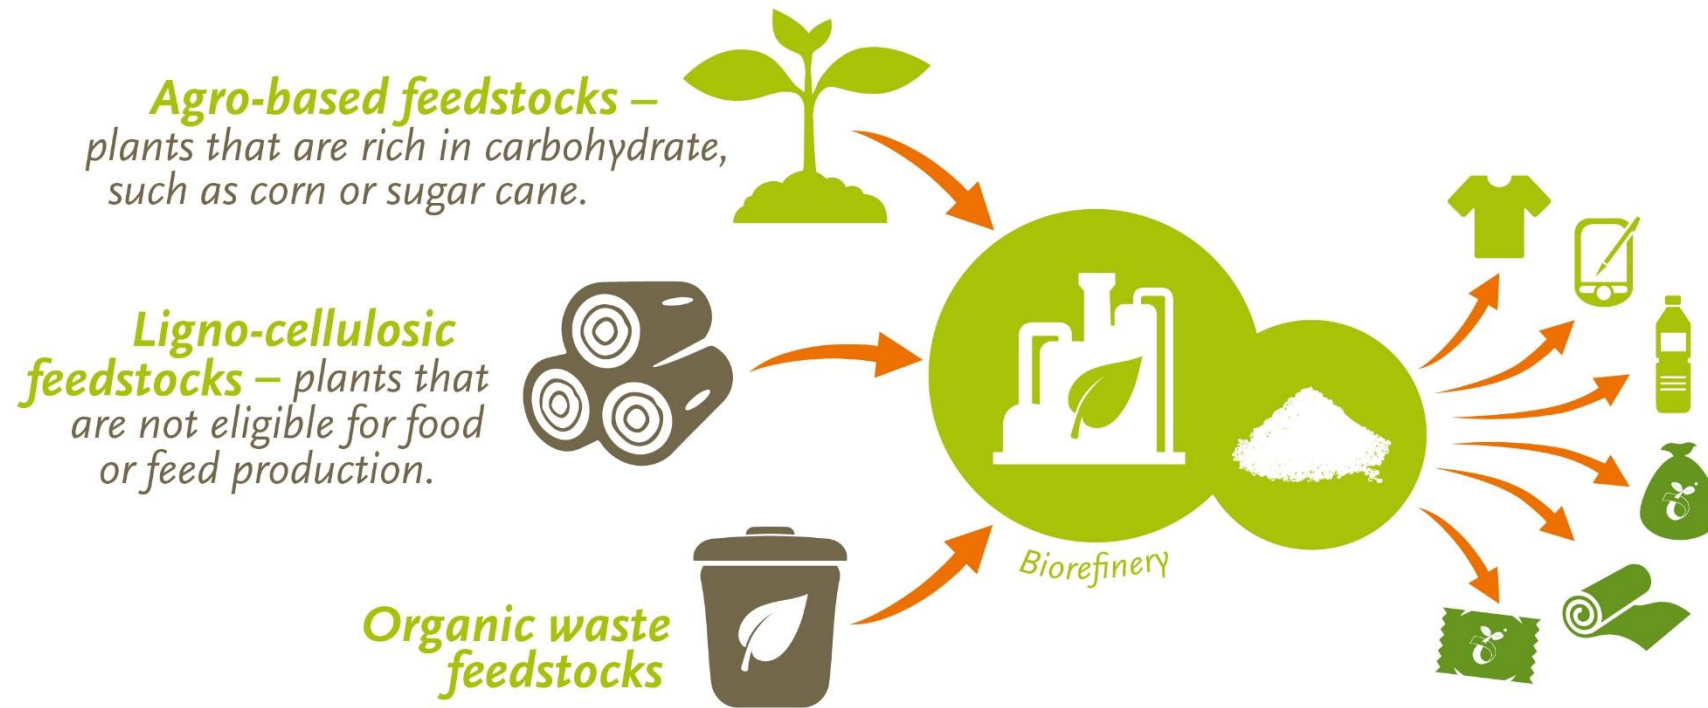 Agro-based feedstocks –
plants that are rich in carbohydrate,
such as corn or sugar cane.
Ligno-cellulosic
feedstocks – plants that
are not eligible for food
or feed production.
Organic waste
feedstocks
Biorefinery